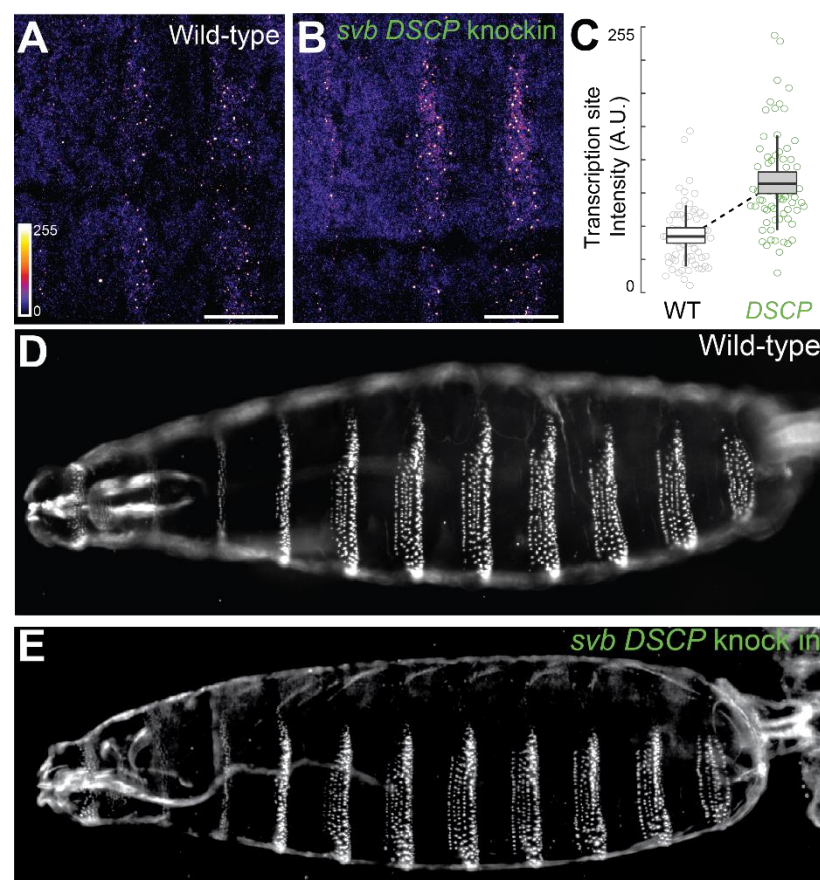 A
Wild-type
B
svb DSCP knockin
C
255
0
Transcription site
Intensity (A.U.)
255
0
WT
DSCP
D
Wild-type
E
svb DSCP knock in